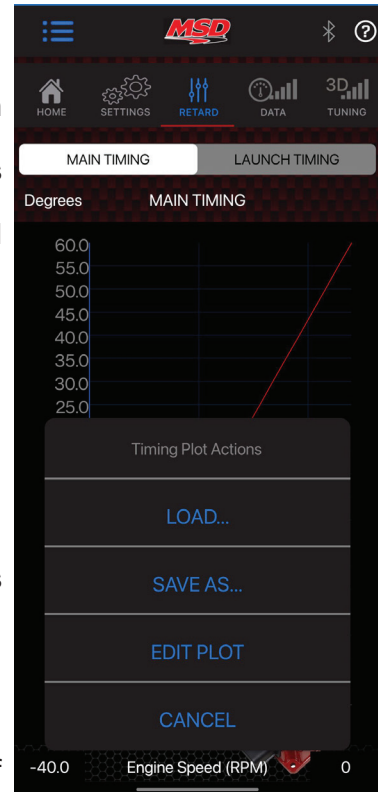 MSD
?
HOME SETTINGS RETARD DATA 3D TUNING
MAIN TIMING LAUNCH TIMING
Degrees MAIN TIMING
60.0
55.0
50.0
45.0
40.0
35.0
30.0
25.0
Timing Plot Actions
LOAD...
SAVE AS...
EDIT PLOT
CANCEL
-40.0 Engine Speed (RPM) 0